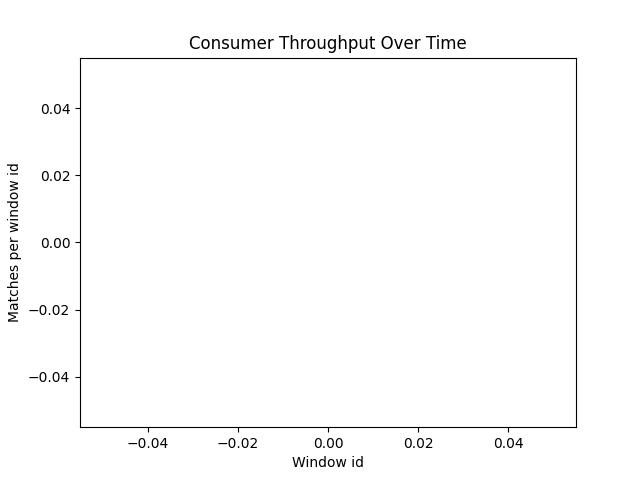 Consumer Throughput Over Time
0.04
0.02
0.00
−0.02
−0.04
Matches per window id
−0.04 −0.02 0.00 0.02 0.04
Window id